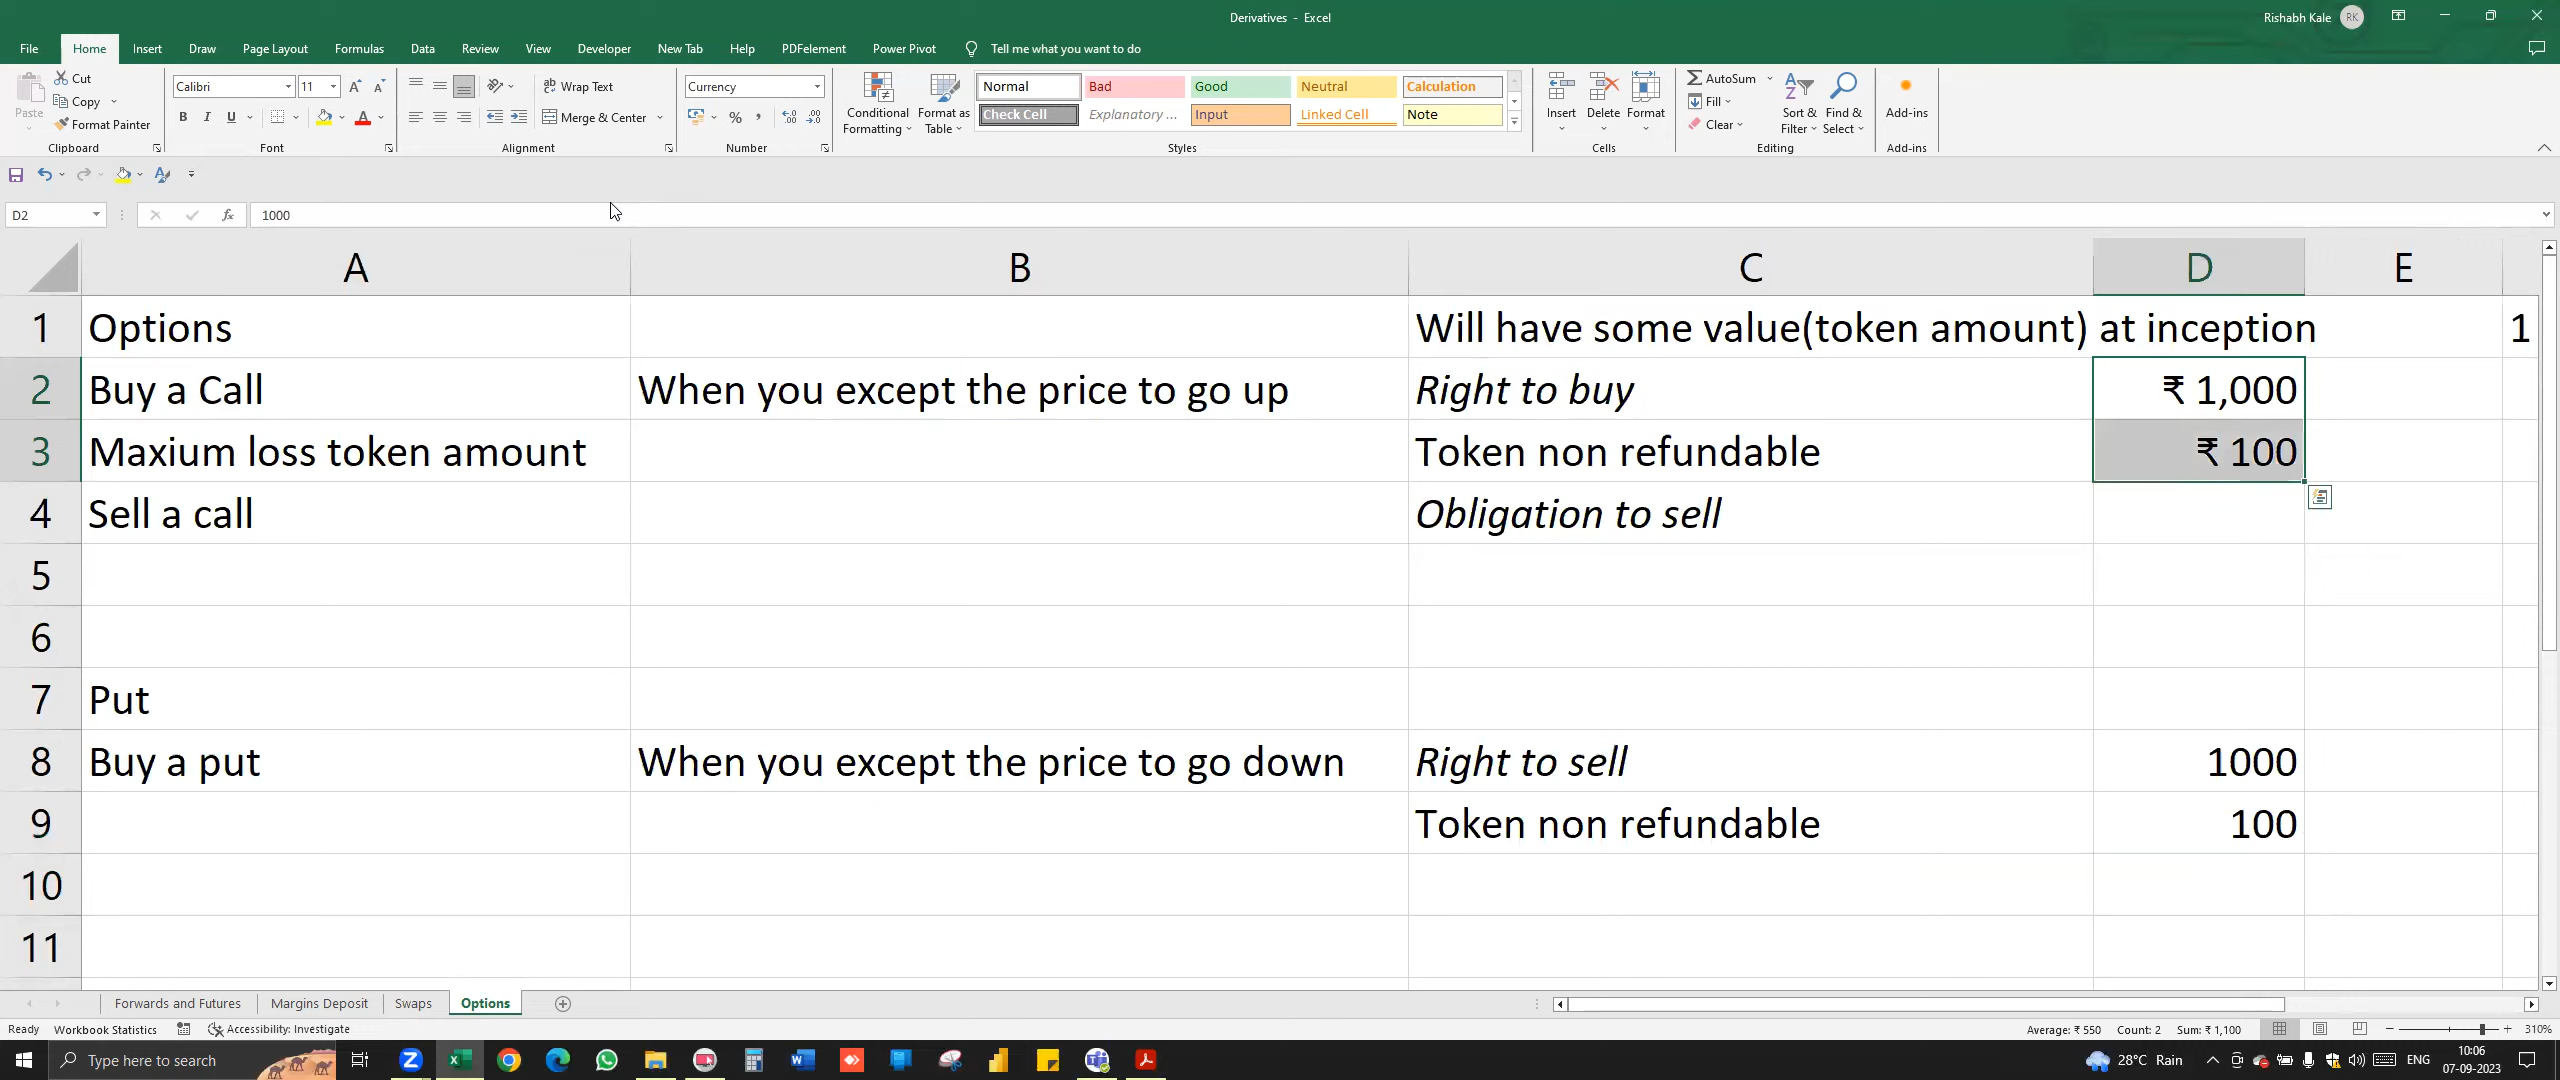 Derivatives - Excel
Rishabh Kale RK
File Home Insert Draw Page Layout Formulas Data Review View Developer New Tab Help PDFelement Power Pivot Tell me what you want to do
Paste Cut Copy Format Painter
Clipboard
Calibri 11
B I U A
Font
Wrap Text
Merge & Center
Alignment
Currency
% ,
Number
Conditional Formatting
Format as Table
Normal Bad Good Neutral Calculation
Check Cell Explanatory ... Input Linked Cell Note
Styles
Insert Delete Format
Cells
AutoSum
Fill
Clear
Sort & Filter
Find & Select
Editing
Add-ins
Add-ins
D2 fx 1000
A B C D E
1 Options Will have some value(token amount) at inception 1
2 Buy a Call When you except the price to go up Right to buy ₹ 1,000
3 Maxium loss token amount Token non refundable ₹ 100
4 Sell a call Obligation to sell
5
6
7 Put
8 Buy a put When you except the price to go down Right to sell 1000
9 Token non refundable 100
10
11
Forwards and Futures Margins Deposit Swaps Options
Ready Workbook Statistics Accessibility: Investigate Average: ₹ 550 Count: 2 Sum: ₹ 1,100 310%
Type here to search 28°C Rain ENG 10:06
07-09-2023